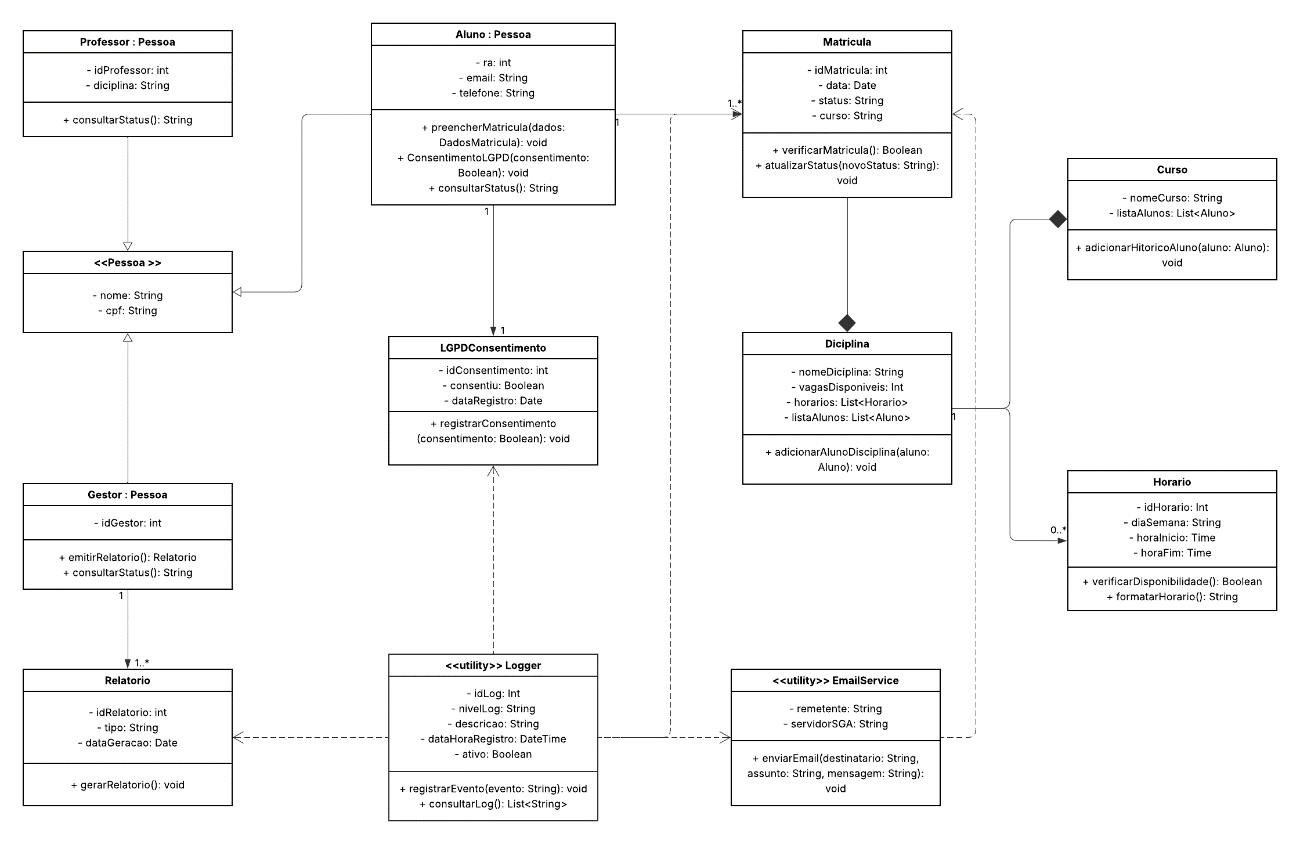 Professor : Pessoa
- idProfessor: int
- diciplina: String
+ consultarStatus(): String
Aluno : Pessoa
- ra: int
- email: String
- telefone: String
+ preencherMatricula(dados:
DadosMatricula): void
+ ConsentimentoLGPD(consentimento:
Boolean): void
+ consultarStatus(): String
1
1..*
1
1
Matricula
- idMatricula: int
- data: Date
- status: String
- curso: String
+ verificarMatricula(): Boolean
+ atualizarStatus(novoStatus: String):
void
Curso
- nomeCurso: String
- listaAlunos: List<Aluno>
+ adicionarHitoricoAluno(aluno: Aluno):
void
<<Pessoa >>
- nome: String
- cpf: String
LGPDConsentimento
- idConsentimento: int
- consentiu: Boolean
- dataRegistro: Date
+ registrarConsentimento
(consentimento: Boolean): void
Diciplina
- nomeDiciplina: String
- vagasDisponiveis: Int
- horarios: List<Horario>
- listaAlunos: List<Aluno>
+ adicionarAlunoDisciplina(aluno:
Aluno): void
1
0..*
Horario
- idHorario: Int
- diaSemana: String
- horaInicio: Time
- horaFim: Time
+ verificarDisponibilidade(): Boolean
+ formatarHorario(): String
Gestor : Pessoa
- idGestor: int
+ emitirRelatorio(): Relatorio
+ consultarStatus(): String
1
1..*
Relatorio
- idRelatorio: int
- tipo: String
- dataGeracao: Date
+ gerarRelatorio(): void
<<utility>> Logger
- idLog: Int
- nivelLog: String
- descricao: String
- dataHoraRegistro: DateTime
- ativo: Boolean
+ registrarEvento(evento: String): void
+ consultarLog(): List<String>
<<utility>> EmailService
- remetente: String
- servidorSGA: String
+ enviarEmail(destinatario: String,
assunto: String, mensagem: String):
void